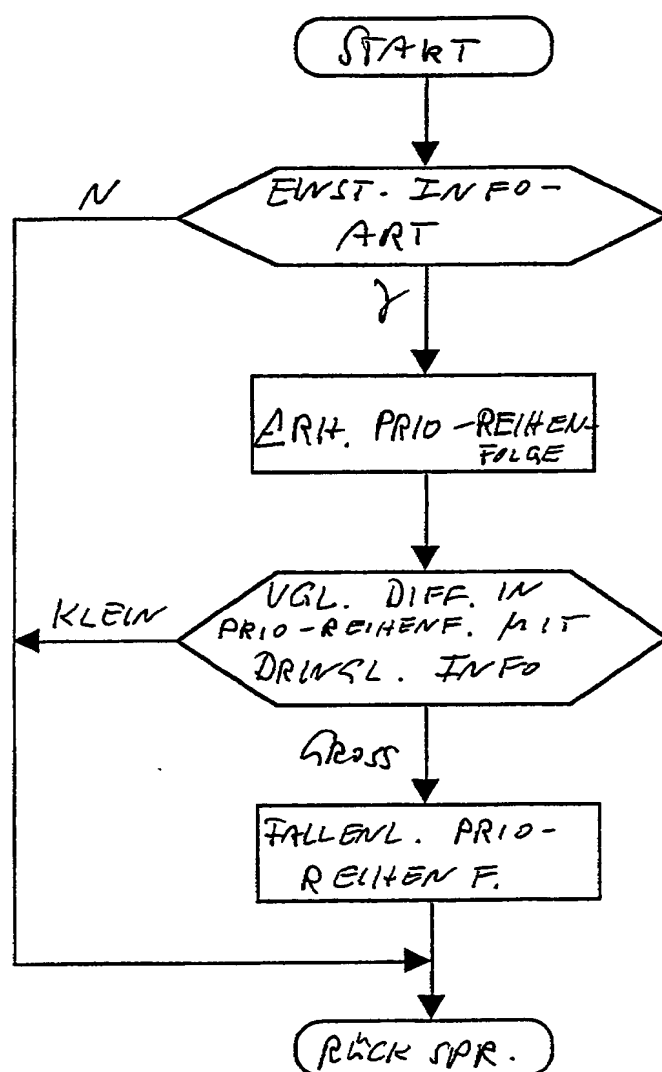 START
N
EINST. INFO-
ART
Y
ERH. PRIO-REIHEN-
FOLGE
VGL. DIFF. IN
PRIO-REIHENF. MIT
DRINGL. INFO
KLEIN
GROSS
FALLENL. PRIO-
REIHENF.
RÜCKSPR.